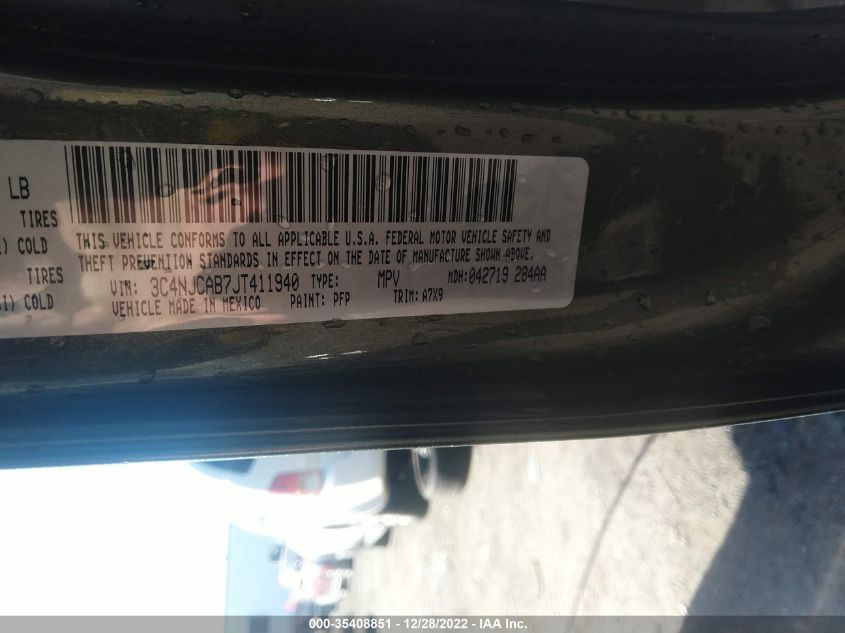 LB
TIRES
I) COLD
TIRES
SI) COLD
THIS VEHICLE CONFORMS TO ALL APPLICABLE U.S.A. FEDERAL MOTOR VEHICLE SAFETY AND
THEFT PREVENTION STANDARDS IN EFFECT ON THE DATE OF MANUFACTURE SHOWN ABOVE.
VIN: 3C4NJCAB7JT411940 TYPE: MPV MDH: 042719 284AA
VEHICLE MADE IN MEXICO PAINT: PFP TRIM: A7X9
000-35408851 - 12/28/2022 - IAA Inc.